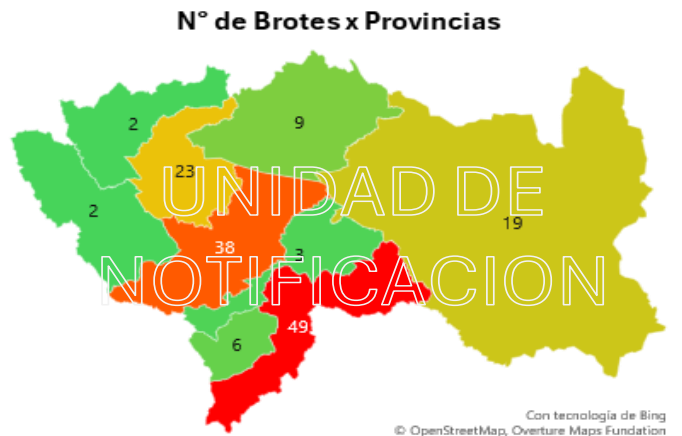 N° de Brotes x Provincias
2
9
23
UNIDAD DE
2
19
38
3
NOTIFICACION
49
6
Con tecnología de Bing
© OpenStreetMap, Overture Maps Fundation